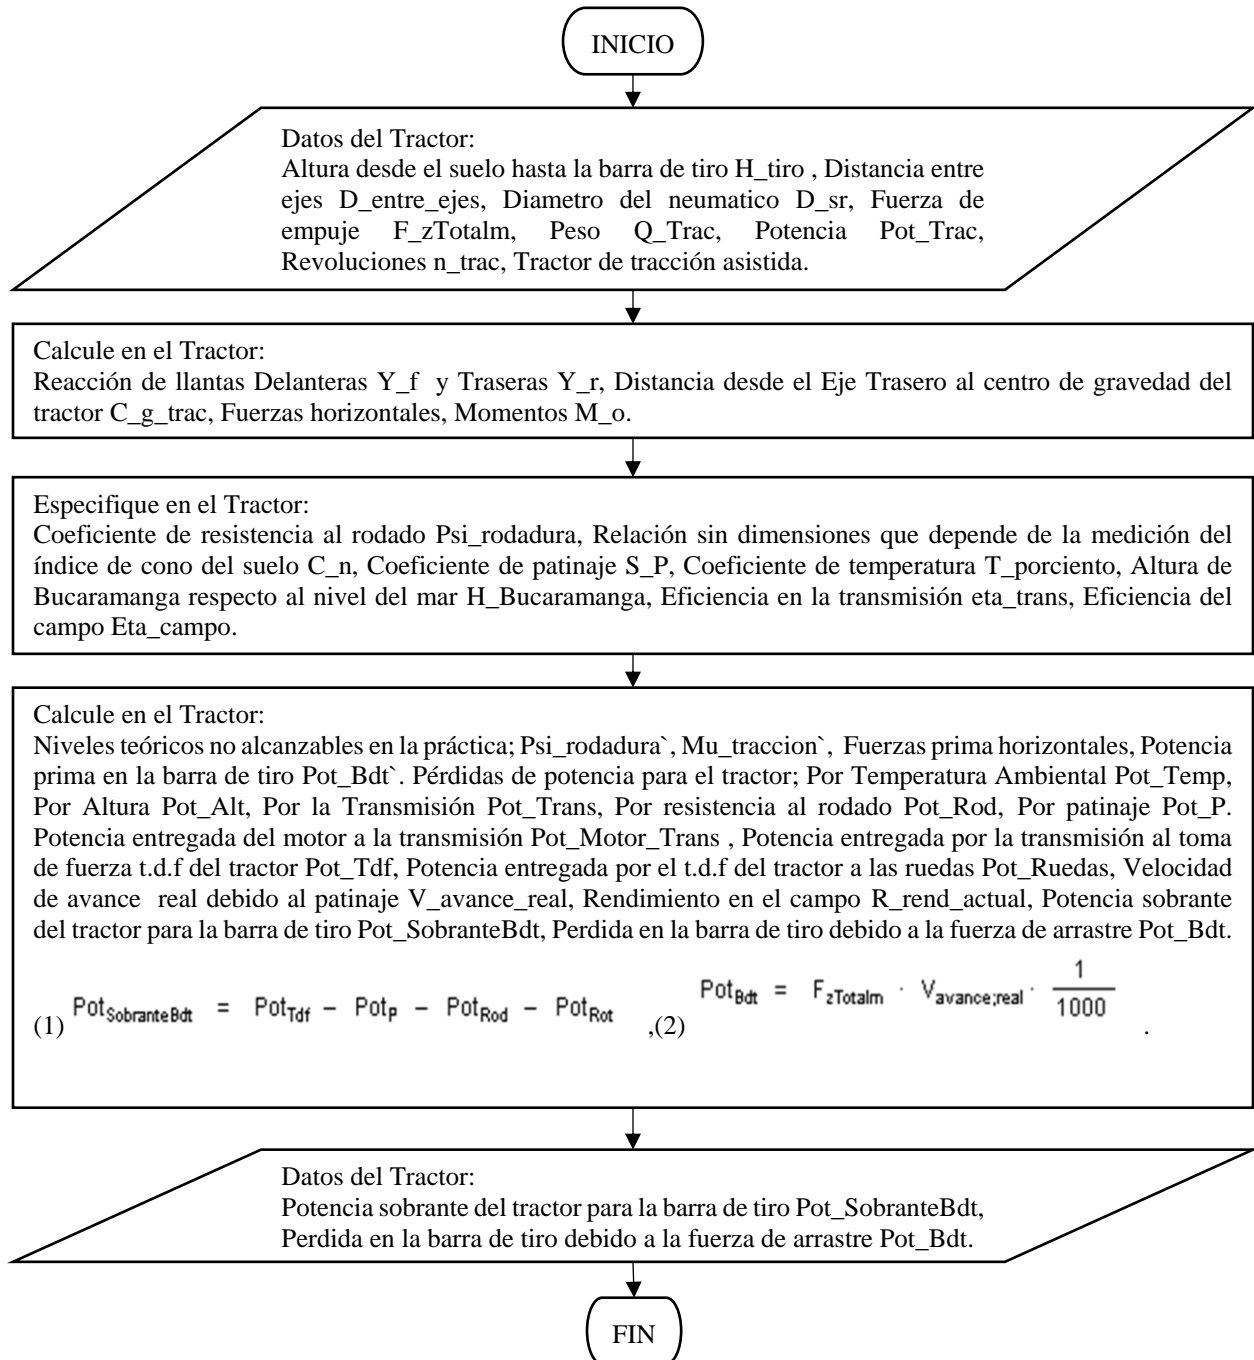 INICIO
Datos del Tractor:
Altura desde el suelo hasta la barra de tiro H_tiro , Distancia entre
ejes D_entre_ejes, Diametro del neumatico D_sr, Fuerza de
empuje F_zTotalm, Peso Q_Trac, Potencia Pot_Trac,
Revoluciones n_trac, Tractor de tracción asistida.
Calcule en el Tractor:
Reacción de llantas Delanteras Y_f y Traseras Y_r, Distancia desde el Eje Trasero al centro de gravedad del
tractor C_g_trac, Fuerzas horizontales, Momentos M_o.
Especifique en el Tractor:
Coeficiente de resistencia al rodado Psi_rodadura, Relación sin dimensiones que depende de la medición del
índice de cono del suelo C_n, Coeficiente de patinaje S_P, Coeficiente de temperatura T_porciento, Altura de
Bucaramanga respecto al nivel del mar H_Bucaramanga, Eficiencia en la transmisión eta_trans, Eficiencia del
campo Eta_campo.
Calcule en el Tractor:
Niveles teóricos no alcanzables en la práctica; Psi_rodadura`, Mu_traccion`, Fuerzas prima horizontales, Potencia
prima en la barra de tiro Pot_Bdt`. Pérdidas de potencia para el tractor; Por Temperatura Ambiental Pot_Temp,
Por Altura Pot_Alt, Por la Transmisión Pot_Trans, Por resistencia al rodado Pot_Rod, Por patinaje Pot_P.
Potencia entregada del motor a la transmisión Pot_Motor_Trans , Potencia entregada por la transmisión al toma
de fuerza t.d.f del tractor Pot_Tdf, Potencia entregada por el t.d.f del tractor a las ruedas Pot_Ruedas, Velocidad
de avance real debido al patinaje V_avance_real, Rendimiento en el campo R_rend_actual, Potencia sobrante
del tractor para la barra de tiro Pot_SobranteBdt, Perdida en la barra de tiro debido a la fuerza de arrastre Pot_Bdt.
(1) Pot_SobranteBdt = Pot_Tdf − Pot_P − Pot_Rod − Pot_Rot ,(2) Pot_Bdt = F_zTotalm · V_avance;real · 1/1000 .
Datos del Tractor:
Potencia sobrante del tractor para la barra de tiro Pot_SobranteBdt,
Perdida en la barra de tiro debido a la fuerza de arrastre Pot_Bdt.
FIN